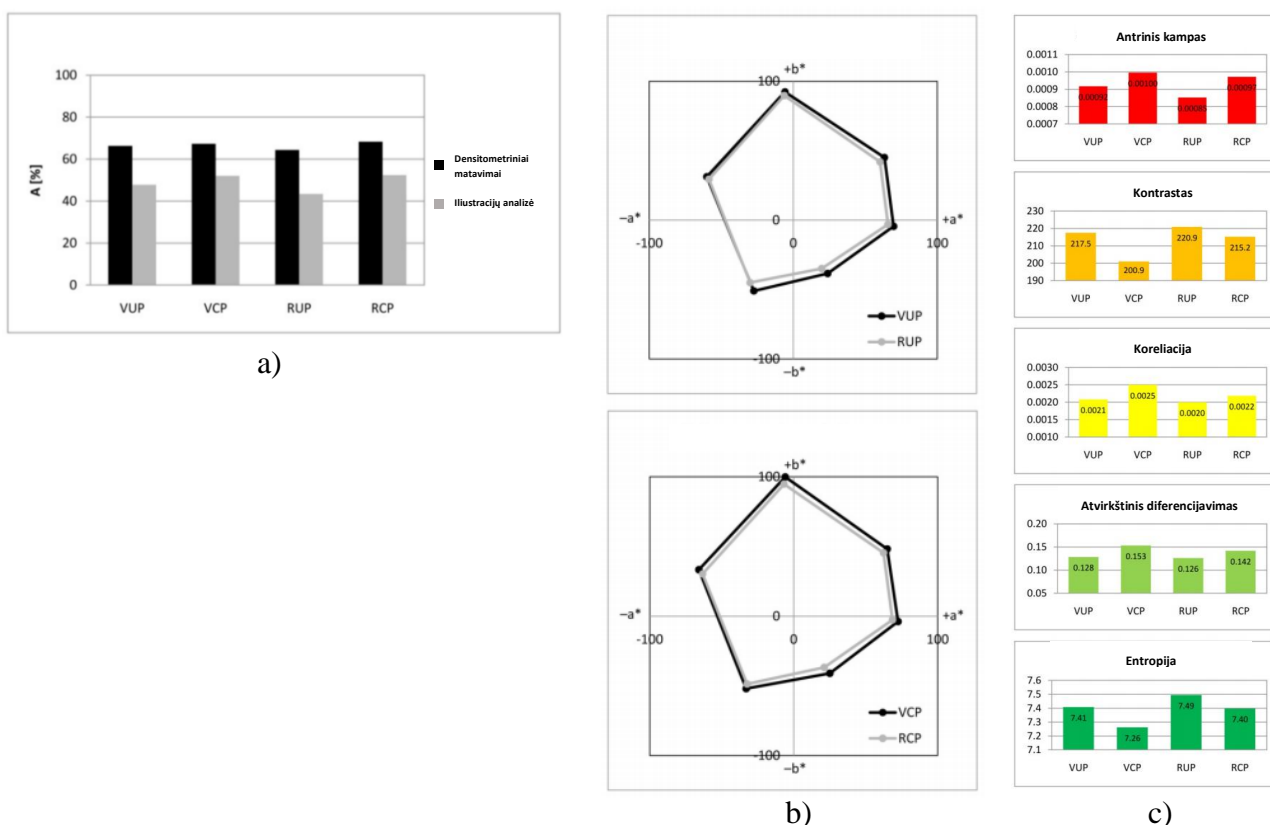 100
80
60
40
20
0
A [%]
VUP VCP RUP RCP
Densitometriniai
matavimai
Iliustracijų analizė
a)
+b*
100
−a* 0 +a*
-100 0 100
VUP
RUP
-100
−b*
+b*
100
−a* 0 +a*
-100 0 100
VCP
RCP
-100
−b*
b)
Antrinis kampas
0.0011
0.0010
0.0009
0.0008
0.0007
0.00092 0.00100 0.00085 0.00097
VUP VCP RUP RCP
Kontrastas
230
220
210
200
190
217.5 200.9 220.9 215.2
VUP VCP RUP RCP
Koreliacija
0.0030
0.0025
0.0020
0.0015
0.0010
0.0021 0.0025 0.0020 0.0022
VUP VCP RUP RCP
Atvirkštinis diferencijavimas
0.20
0.15
0.10
0.05
0.128 0.153 0.126 0.142
VUP VCP RUP RCP
Entropija
7.6
7.5
7.4
7.3
7.2
7.1
7.41 7.26 7.49 7.40
VUP VCP RUP RCP
c)